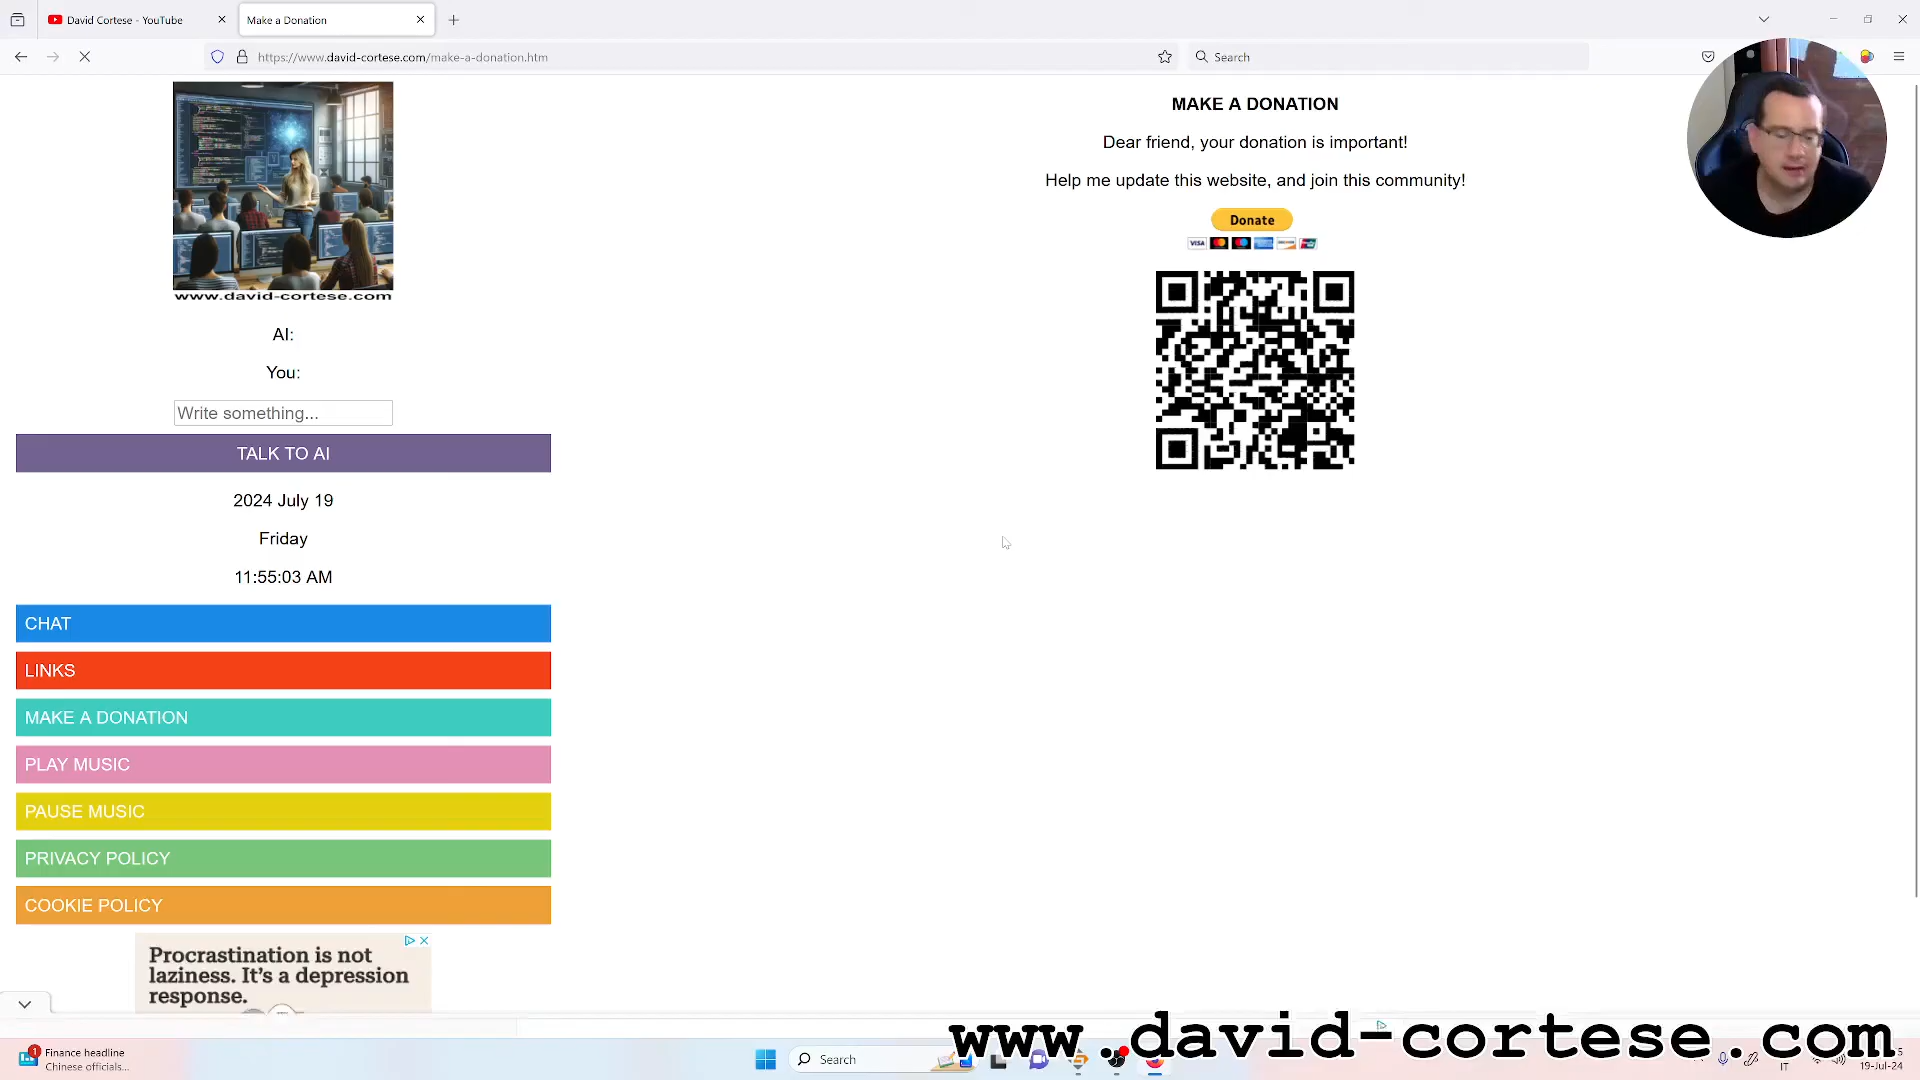 David Cortese - YouTube
Make a Donation
https://www.david-cortese.com/make-a-donation.htm
Search
www.david-cortese.com
AI:
You:
Write something...
TALK TO AI
2024 July 19
Friday
11:55:03 AM
CHAT
LINKS
MAKE A DONATION
PLAY MUSIC
PAUSE MUSIC
PRIVACY POLICY
COOKIE POLICY
Procrastination is not
laziness. It's a depression
response.
MAKE A DONATION
Dear friend, your donation is important!
Help me update this website, and join this community!
Donate
VISA
www.david-cortese.com
1
Finance headline
Chinese officials...
Search
IT
19-Jul-24